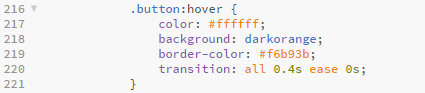 216 .button:hover {
217 color: #ffffff;
218 background: darkorange;
219 border-color: #f6b93b;
220 transition: all 0.4s ease 0s;
221 }